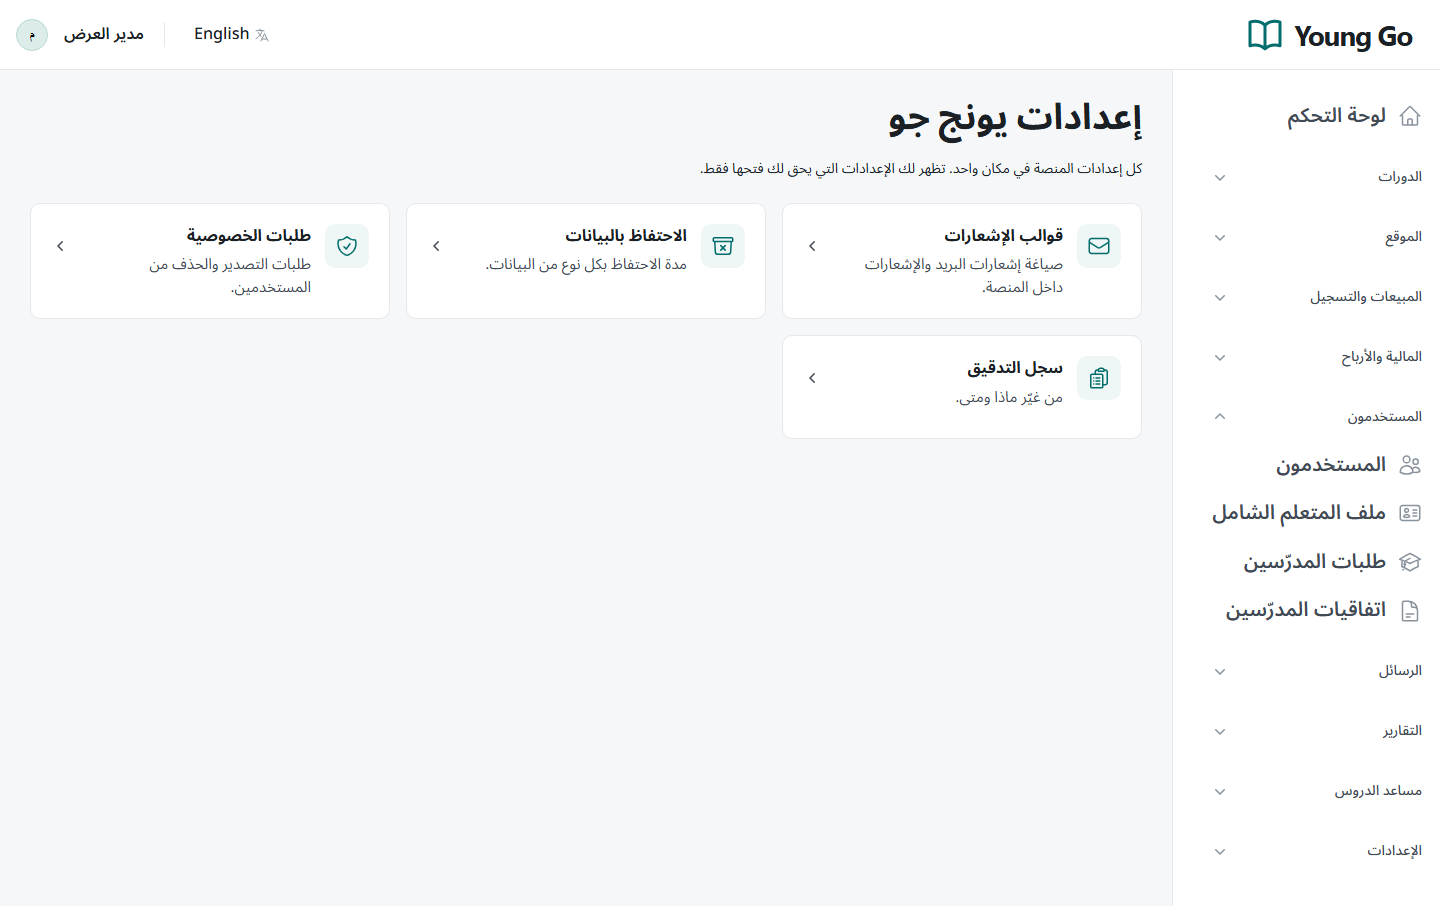 Young Go
English
مدير العرض
م
لوحة التحكم
الدورات
الموقع
المبيعات والتسجيل
المالية والأرباح
المستخدمون
المستخدمون
ملف المتعلم الشامل
طلبات المدرّسين
اتفاقيات المدرّسين
الرسائل
التقارير
مساعد الدروس
الإعدادات
إعدادات يونج جو
كل إعدادات المنصة في مكان واحد. تظهر لك الإعدادات التي يحق لك فتحها فقط.
قوالب الإشعارات
صياغة إشعارات البريد والإشعارات
داخل المنصة.
الاحتفاظ بالبيانات
مدة الاحتفاظ بكل نوع من البيانات.
طلبات الخصوصية
طلبات التصدير والحذف من
المستخدمين.
سجل التدقيق
من غيّر ماذا ومتى.